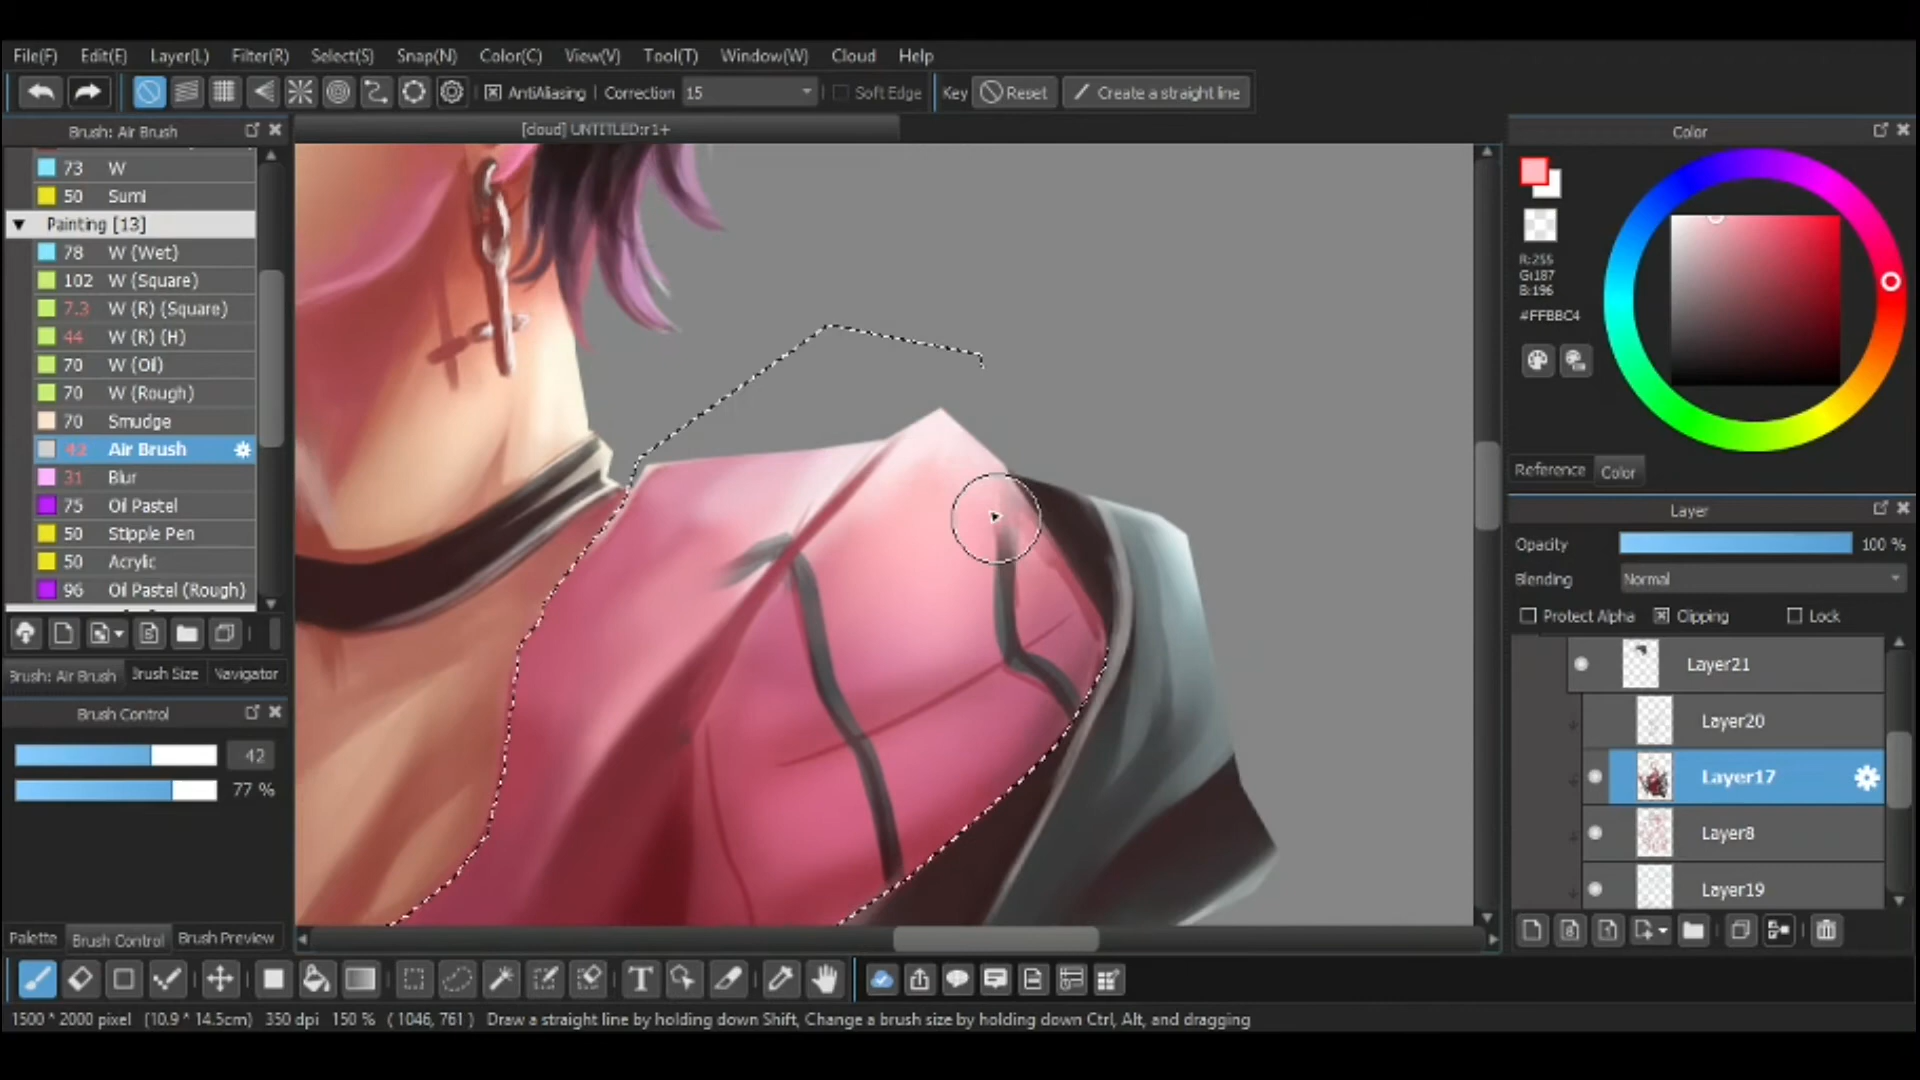 File(F) Edit(E) Layer(L) Filter(R) Select(S) Snap(N) Color(C) View(V) Tool(T) Window(W) Cloud Help
AntiAliasing Correction 15 Soft Edge Key Reset Create a straight line
Brush: Air Brush
[cloud] UNTITLED:r1+
Color
73 W
50 Sumi
Painting [13]
78 W (Wet)
102 W (Square)
7.3 W (R) (Square)
44 W (R) (H)
70 W (Oil)
70 W (Rough)
70 Smudge
42 Air Brush
31 Blur
75 Oil Pastel
50 Stipple Pen
50 Acrylic
96 Oil Pastel (Rough)
Brush: Air Brush Brush Size Navigator
Brush Control
42
77 %
Palette Brush Control Brush Preview
R:255
G:187
B:196
#FFBBC4
Reference Color
Layer
Opacity 100 %
Blending Normal
Protect Alpha Clipping Lock
Layer21
Layer20
Layer17
Layer8
Layer19
1500 * 2000 pixel (10.9 * 14.5cm) 350 dpi 150 % ( 1046, 761 ) Draw a straight line by holding down Shift, Change a brush size by holding down Ctrl, Alt, and dragging